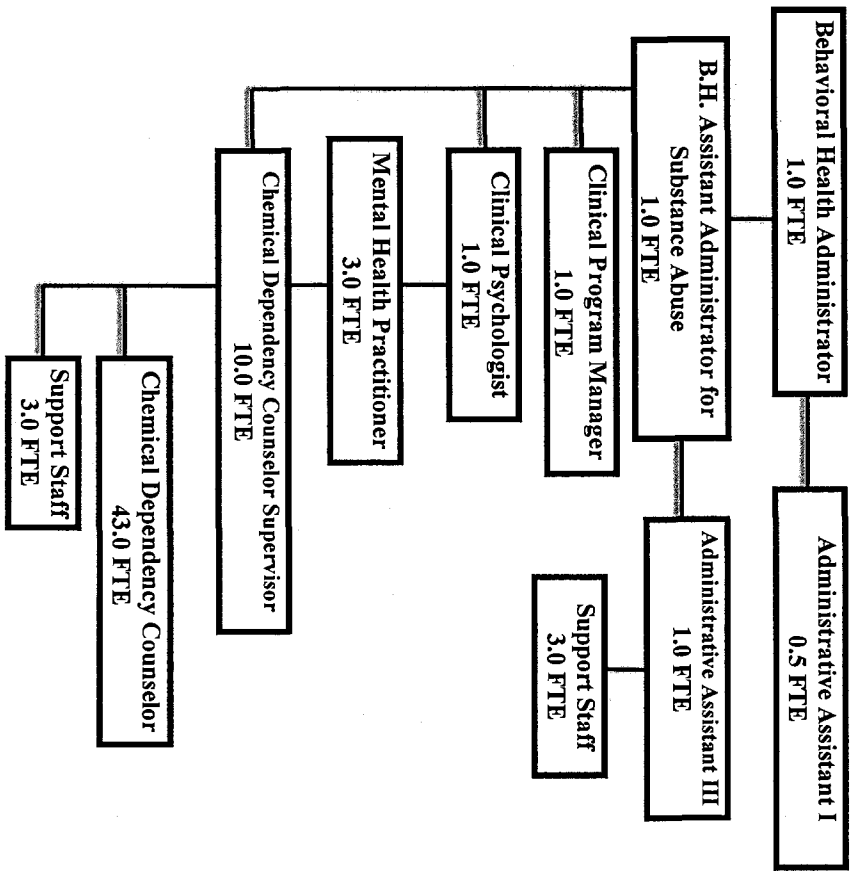 Behavioral Health Administrator
1.0 FTE
Administrative Assistant I
0.5 FTE
B.H. Assistant Administrator for
Substance Abuse
1.0 FTE
Administrative Assistant III
1.0 FTE
Support Staff
3.0 FTE
Clinical Program Manager
1.0 FTE
Clinical Psychologist
1.0 FTE
Mental Health Practitioner
3.0 FTE
Chemical Dependency Counselor Supervisor
10.0 FTE
Chemical Dependency Counselor
43.0 FTE
Support Staff
3.0 FTE